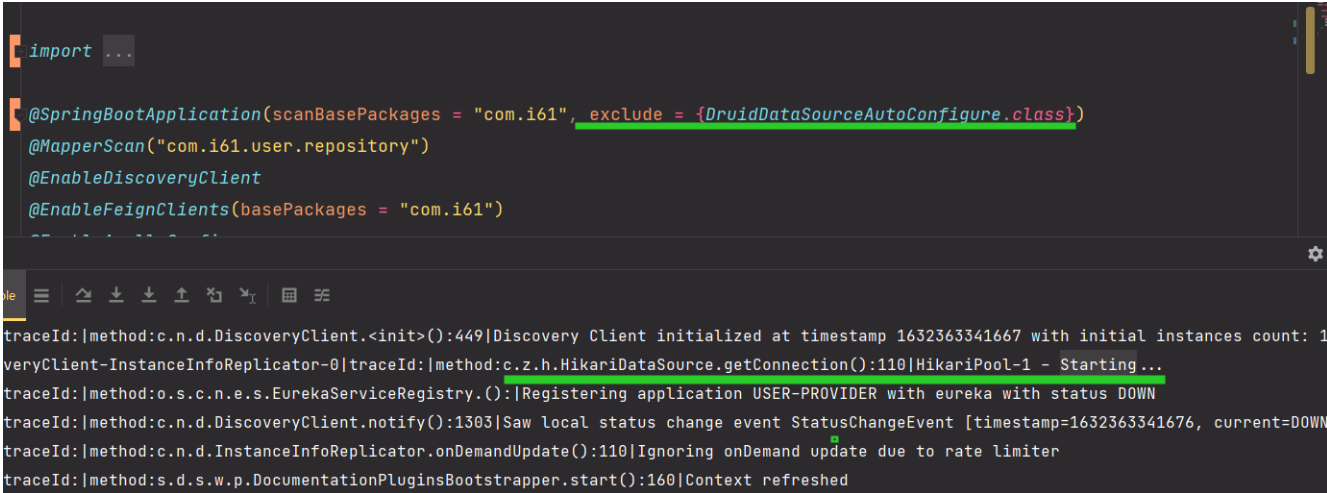 import ...
@SpringBootApplication(scanBasePackages = "com.i61", exclude = {DruidDataSourceAutoConfigure.class})
@MapperScan("com.i61.user.repository")
@EnableDiscoveryClient
@EnableFeignClients(basePackages = "com.i61")
le
traceId:|method:c.n.d.DiscoveryClient.<init>():449|Discovery Client initialized at timestamp 1632363341667 with initial instances count: 1
veryClient-InstanceInfoReplicator-0|traceId:|method:c.z.h.HikariDataSource.getConnection():110|HikariPool-1 - Starting...
traceId:|method:o.s.c.n.e.s.EurekaServiceRegistry.():|Registering application USER-PROVIDER with eureka with status DOWN
traceId:|method:c.n.d.DiscoveryClient.notify():1303|Saw local status change event StatusChangeEvent [timestamp=1632363341676, current=DOWN
traceId:|method:c.n.d.InstanceInfoReplicator.onDemandUpdate():110|Ignoring onDemand update due to rate limiter
traceId:|method:s.d.s.w.p.DocumentationPluginsBootstrapper.start():160|Context refreshed